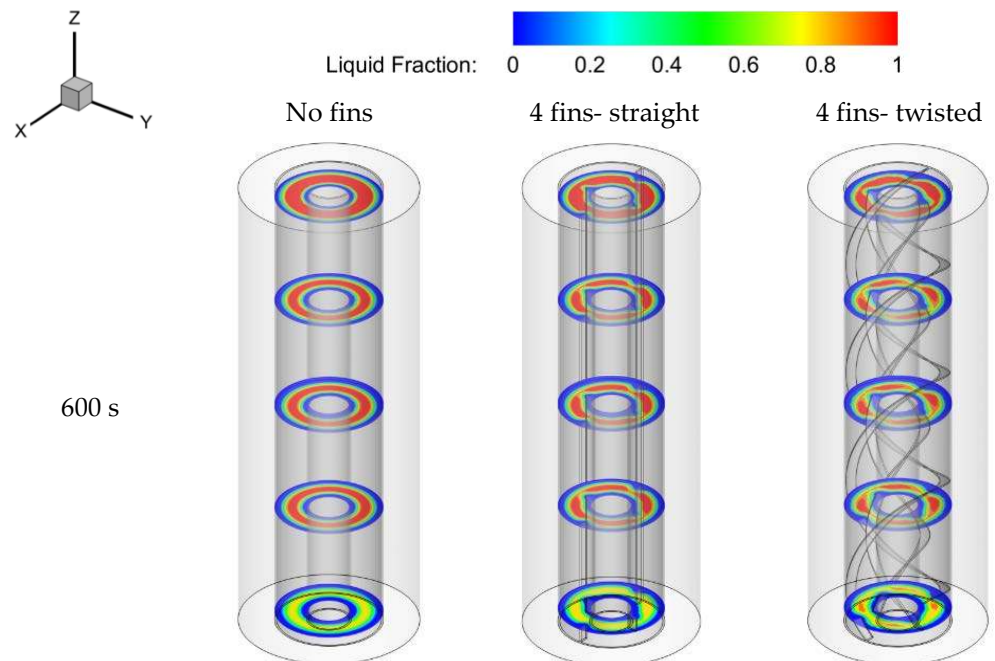 Z
X
Y
Liquid Fraction: 0 0.2 0.4 0.6 0.8 1
No fins 4 fins- straight 4 fins- twisted
600 s